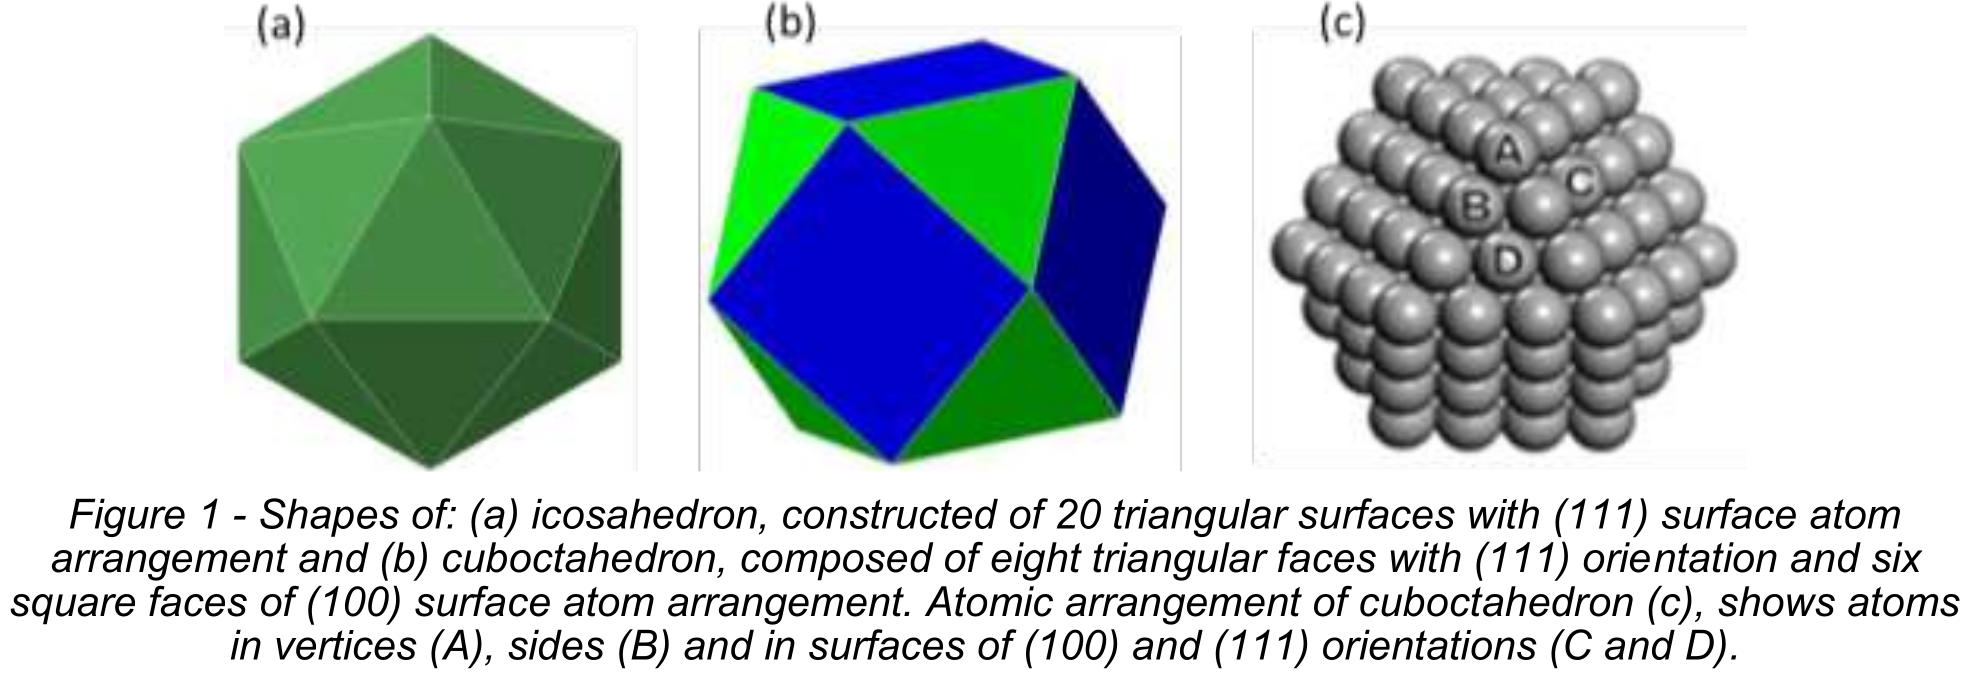 (a) (b) (c)
A
C
B
D
Figure 1 - Shapes of: (a) icosahedron, constructed of 20 triangular surfaces with (111) surface atom
arrangement and (b) cuboctahedron, composed of eight triangular faces with (111) orientation and six
square faces of (100) surface atom arrangement. Atomic arrangement of cuboctahedron (c), shows atoms
in vertices (A), sides (B) and in surfaces of (100) and (111) orientations (C and D).